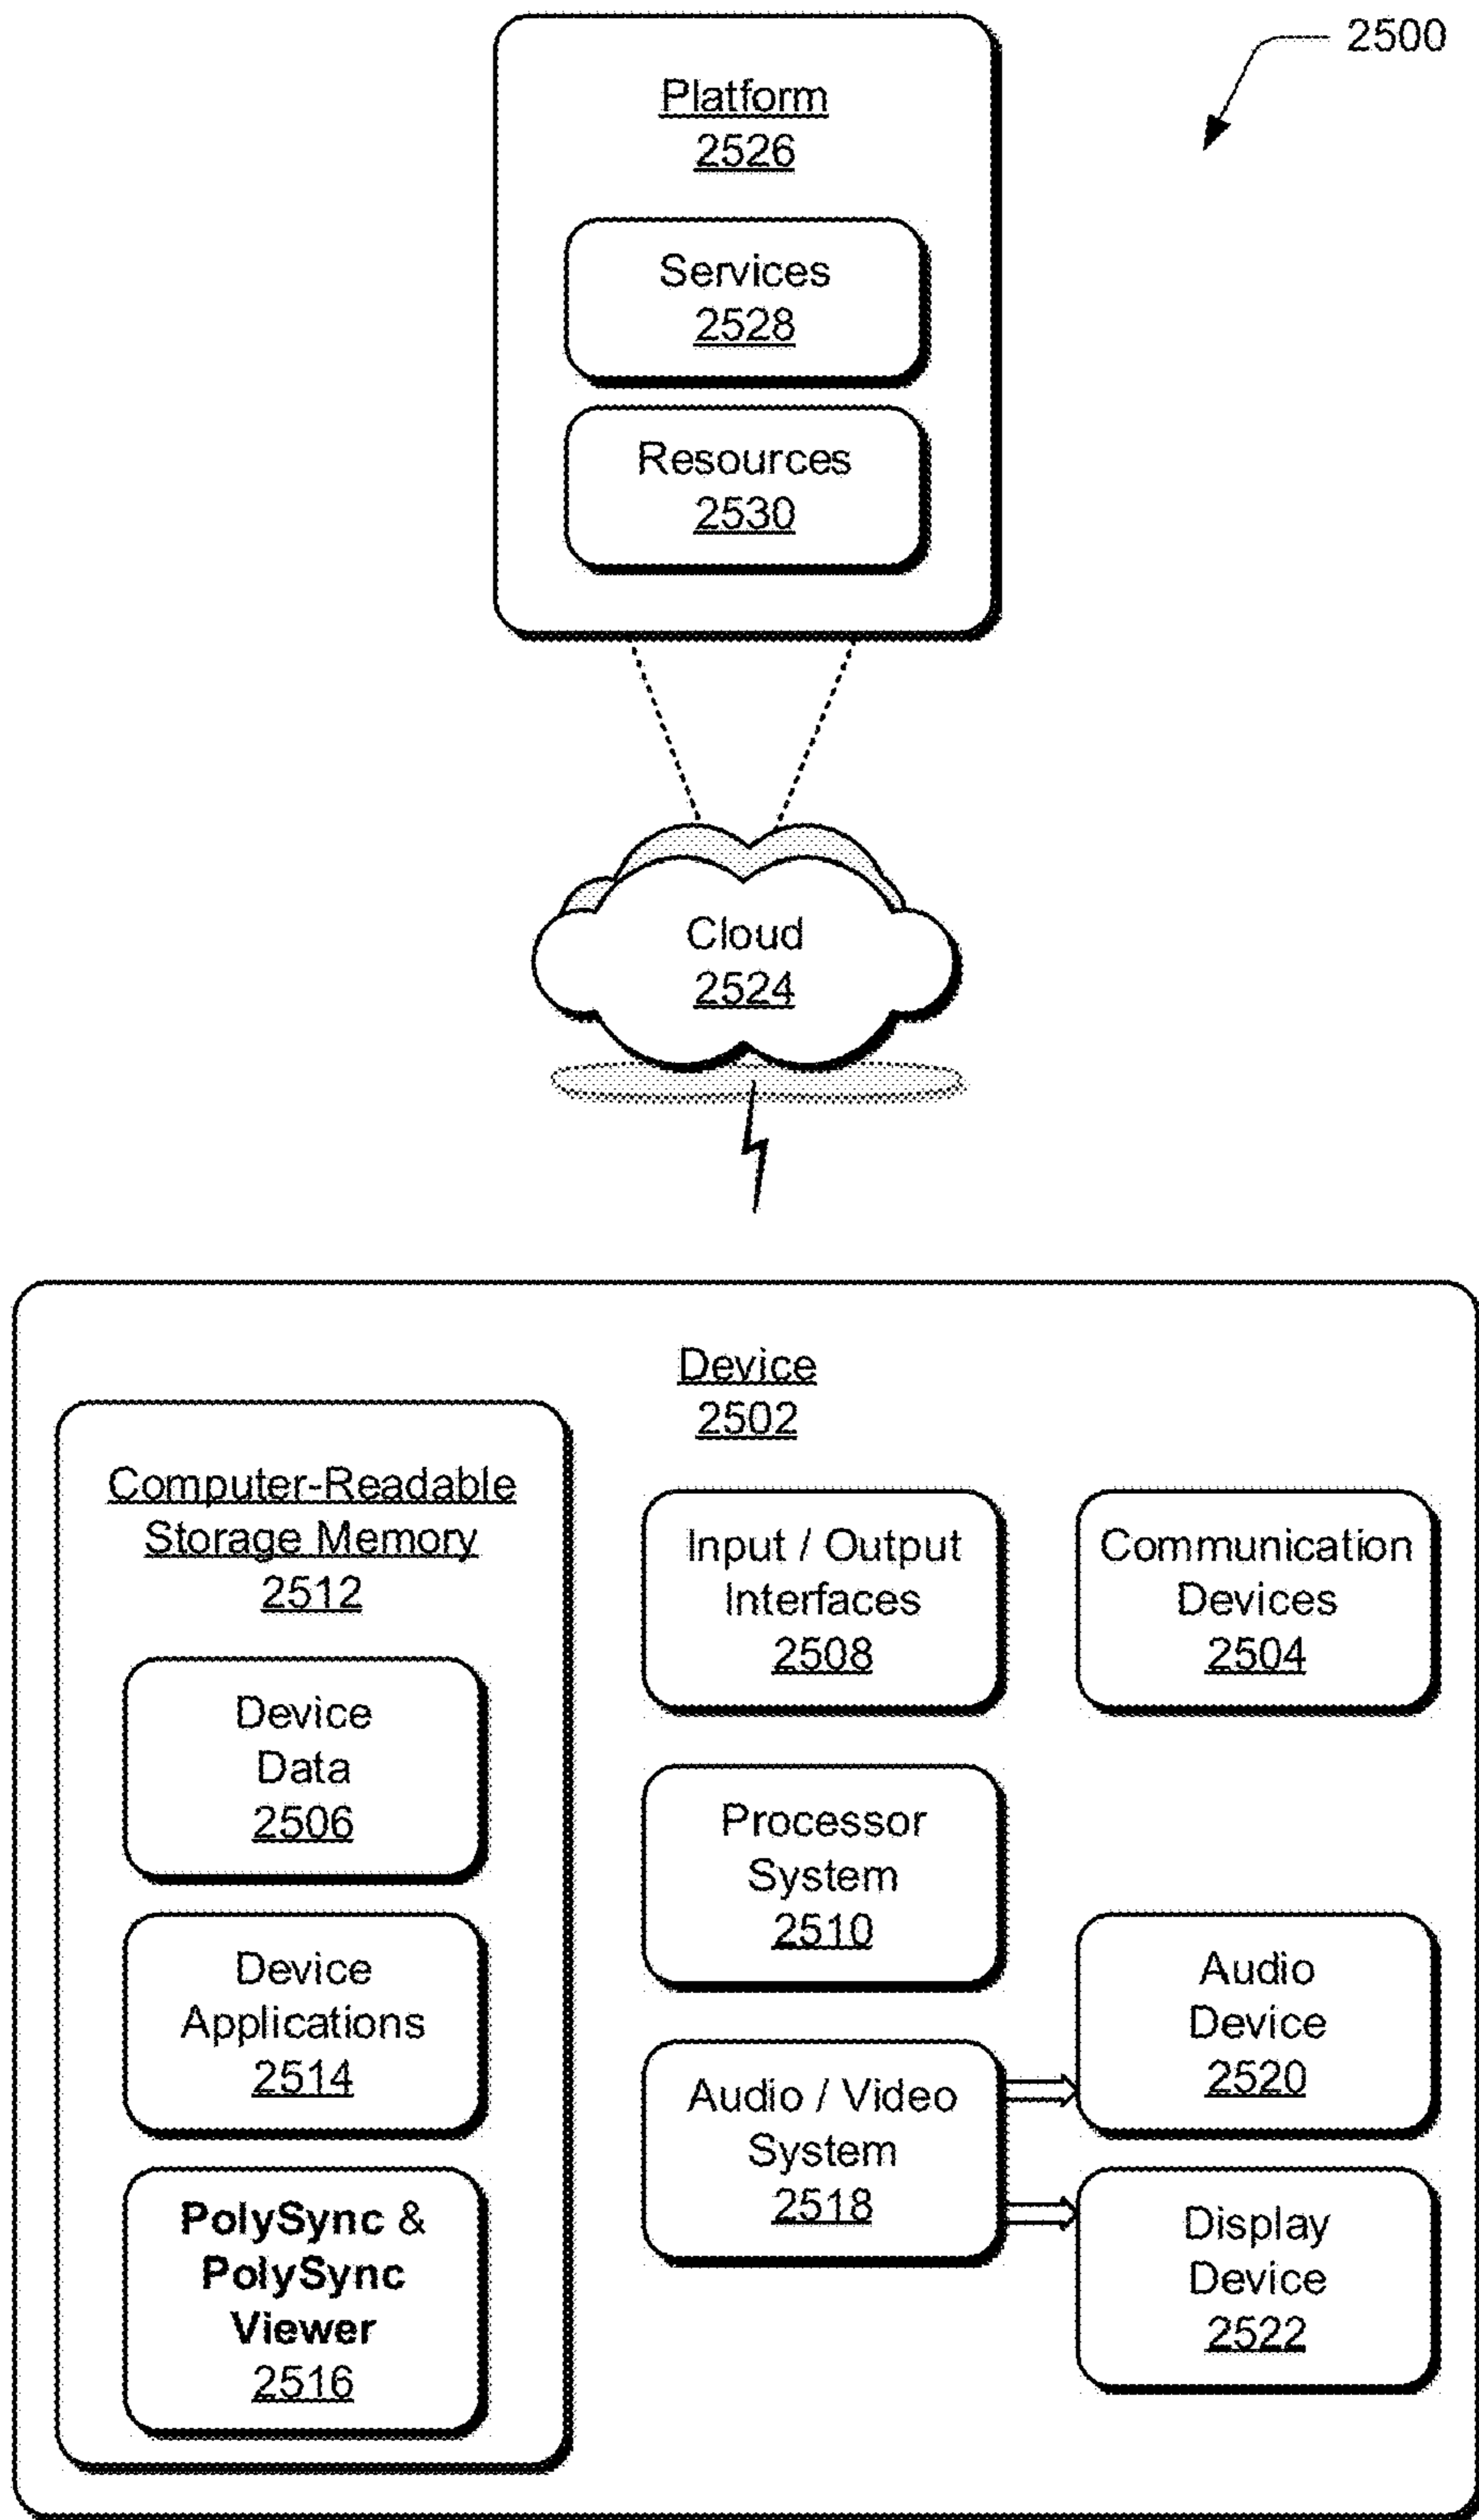 2500
Platform
2526
Services
2528
Resources
2530
Cloud
2524
Device
2502
Computer-Readable
Storage Memory
2512
Device
Data
2506
Device
Applications
2514
PolySync &
PolySync
Viewer
2516
Input / Output
Interfaces
2508
Communication
Devices
2504
Processor
System
2510
Audio / Video
System
2518
Audio
Device
2520
Display
Device
2522